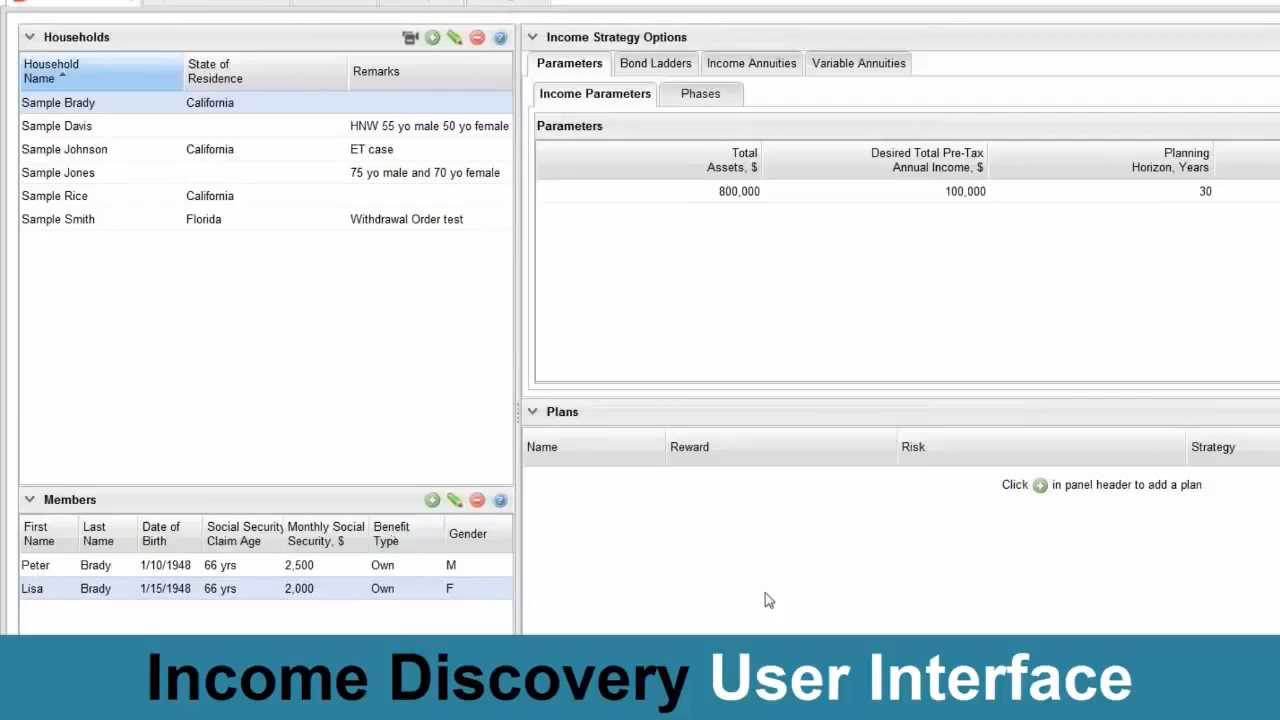 Households
Household Name
State of Residence
Remarks
Sample Brady California
Sample Davis HNW 55 yo male 50 yo female
Sample Johnson California ET case
Sample Jones 75 yo male and 70 yo female
Sample Rice California
Sample Smith Florida Withdrawal Order test
Members
First Name
Last Name
Date of Birth
Social Security Claim Age
Monthly Social Security, $
Benefit Type
Gender
Peter Brady 1/10/1948 66 yrs 2,500 Own M
Lisa Brady 1/15/1948 66 yrs 2,000 Own F
Income Strategy Options
Parameters Bond Ladders Income Annuities Variable Annuities
Income Parameters Phases
Parameters
Total Assets, $
Desired Total Pre-Tax Annual Income, $
Planning Horizon, Years
800,000 100,000 30
Plans
Name Reward Risk Strategy
Click in panel header to add a plan
Income Discovery User Interface